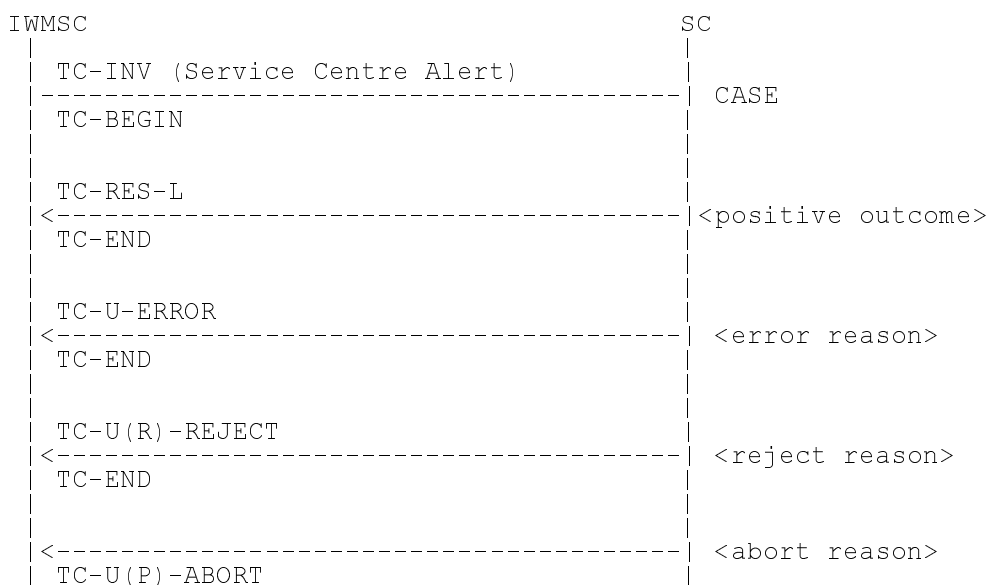 IWMSC SC
TC-INV (Service Centre Alert)
CASE
TC-BEGIN
TC-RES-L
<positive outcome>
TC-END
TC-U-ERROR
<error reason>
TC-END
TC-U(R)-REJECT
<reject reason>
TC-END
<abort reason>
TC-U(P)-ABORT